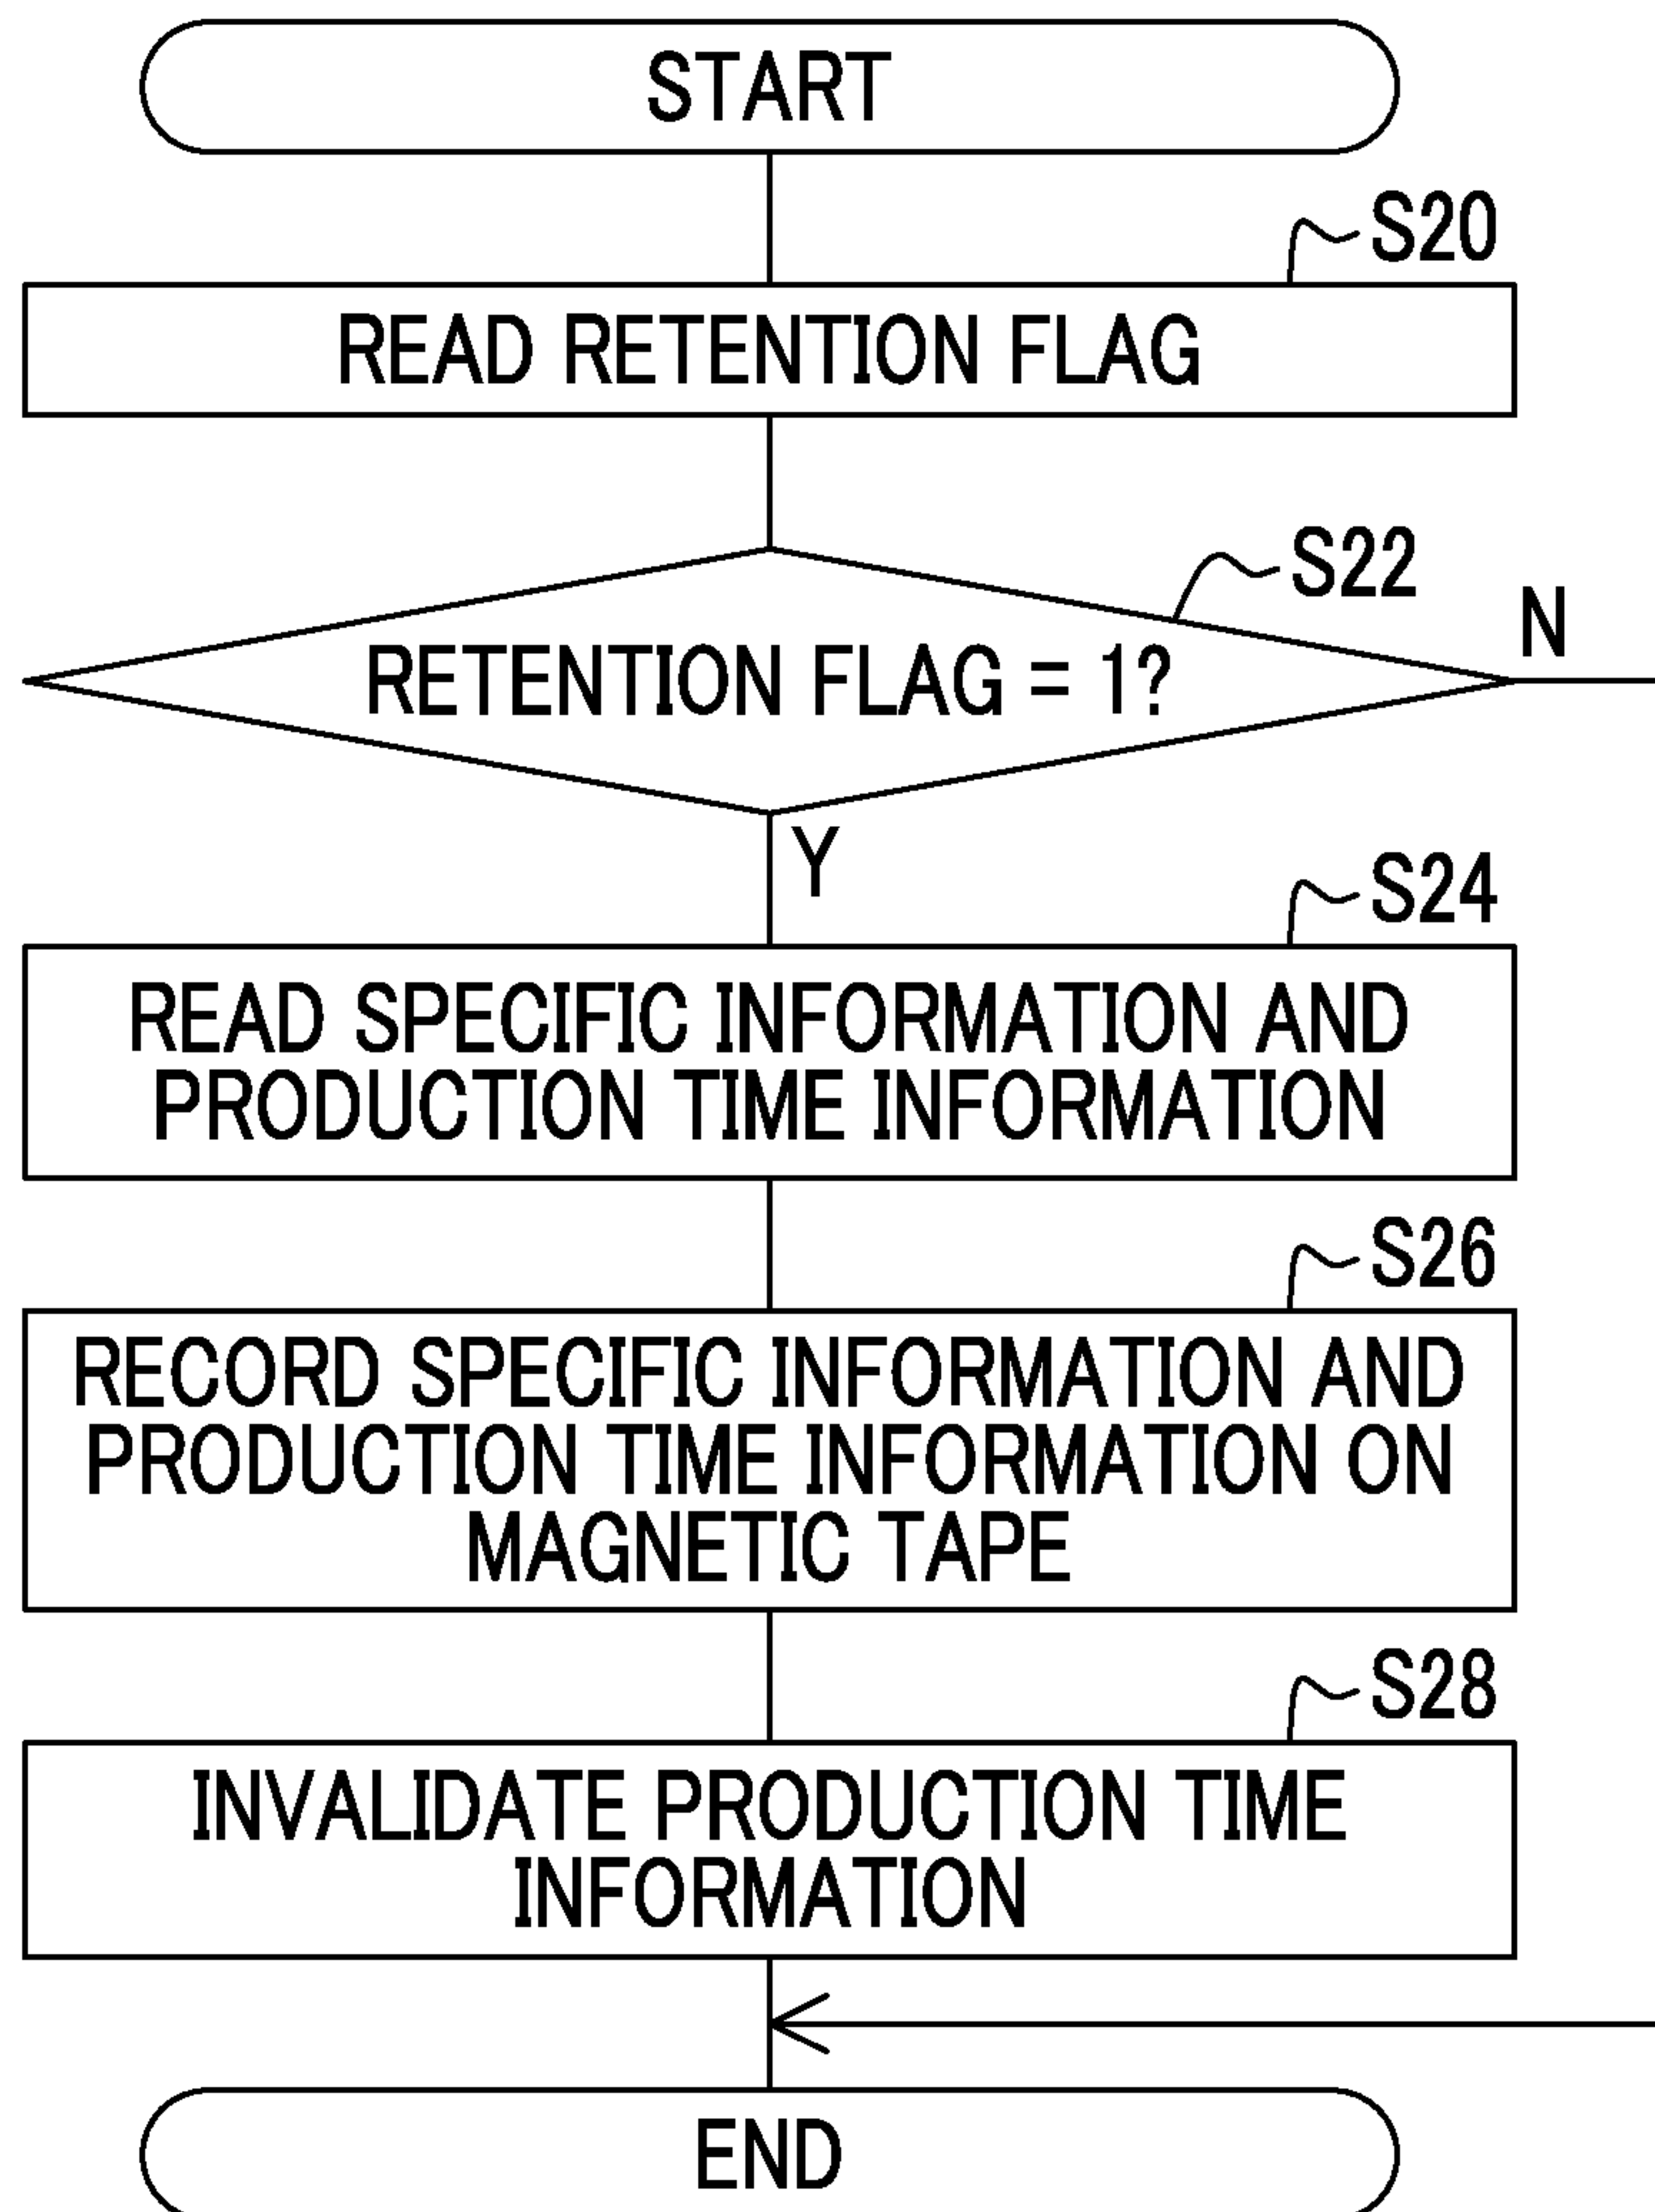 START
S20
READ RETENTION FLAG
S22
N
RETENTION FLAG = 1?
Y
S24
READ SPECIFIC INFORMATION AND
PRODUCTION TIME INFORMATION
S26
RECORD SPECIFIC INFORMATION AND
PRODUCTION TIME INFORMATION ON
MAGNETIC TAPE
S28
INVALIDATE PRODUCTION TIME
INFORMATION
END